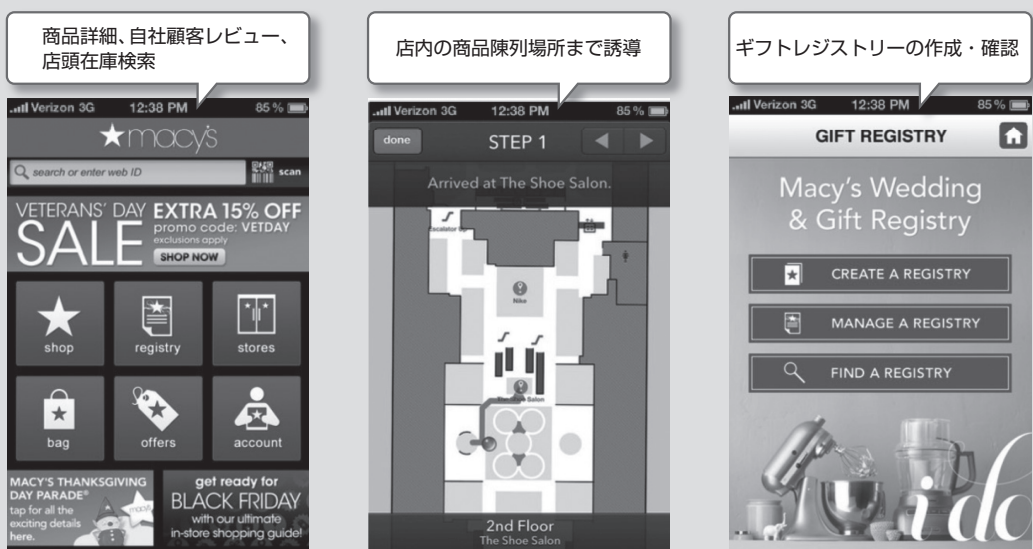 商品詳細、自社顧客レビュー、
店頭在庫検索
店内の商品陳列場所まで誘導
ギフトレジストリーの作成・確認
Verizon 3G 12:38 PM 85%
macy's
search or enter web ID
scan
VETERANS' DAY
SALE
EXTRA 15% OFF
promo code: VETDAY
exclusions apply
SHOP NOW
shop
registry
stores
bag
offers
account
MACY'S THANKSGIVING
DAY PARADE®
tap for all the
exciting details
here.
macy's
get ready for
BLACK FRIDAY
with our ultimate
in-store shopping guide!
Verizon 3G 12:38 PM 85%
done
STEP 1
Arrived at The Shoe Salon.
Escalator Up
Nike
The Shoe Salon
2nd Floor
The Shoe Salon
Verizon 3G 12:38 PM 85%
GIFT REGISTRY
Macy's Wedding
& Gift Registry
CREATE A REGISTRY
MANAGE A REGISTRY
FIND A REGISTRY
i do